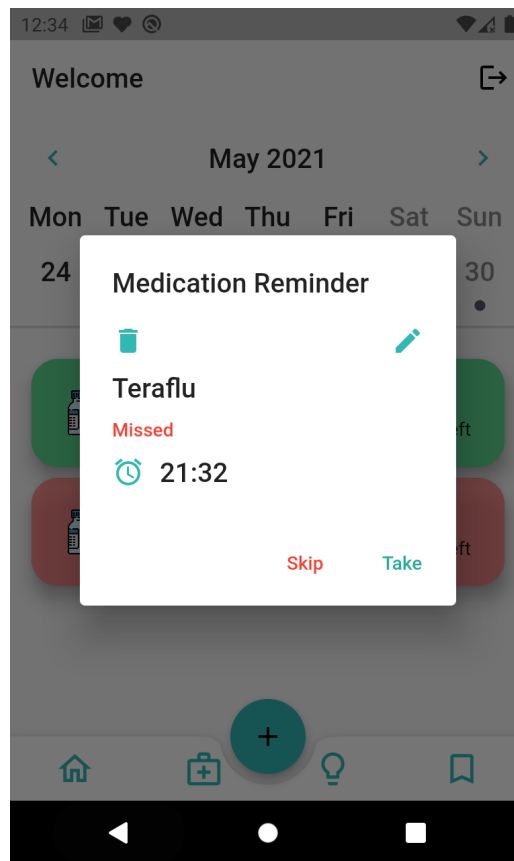 12:34
Welcome
May 2021
Mon Tue Wed Thu Fri Sat Sun
24 30
Medication Reminder
Teraflu
Missed
21:32
Skip Take